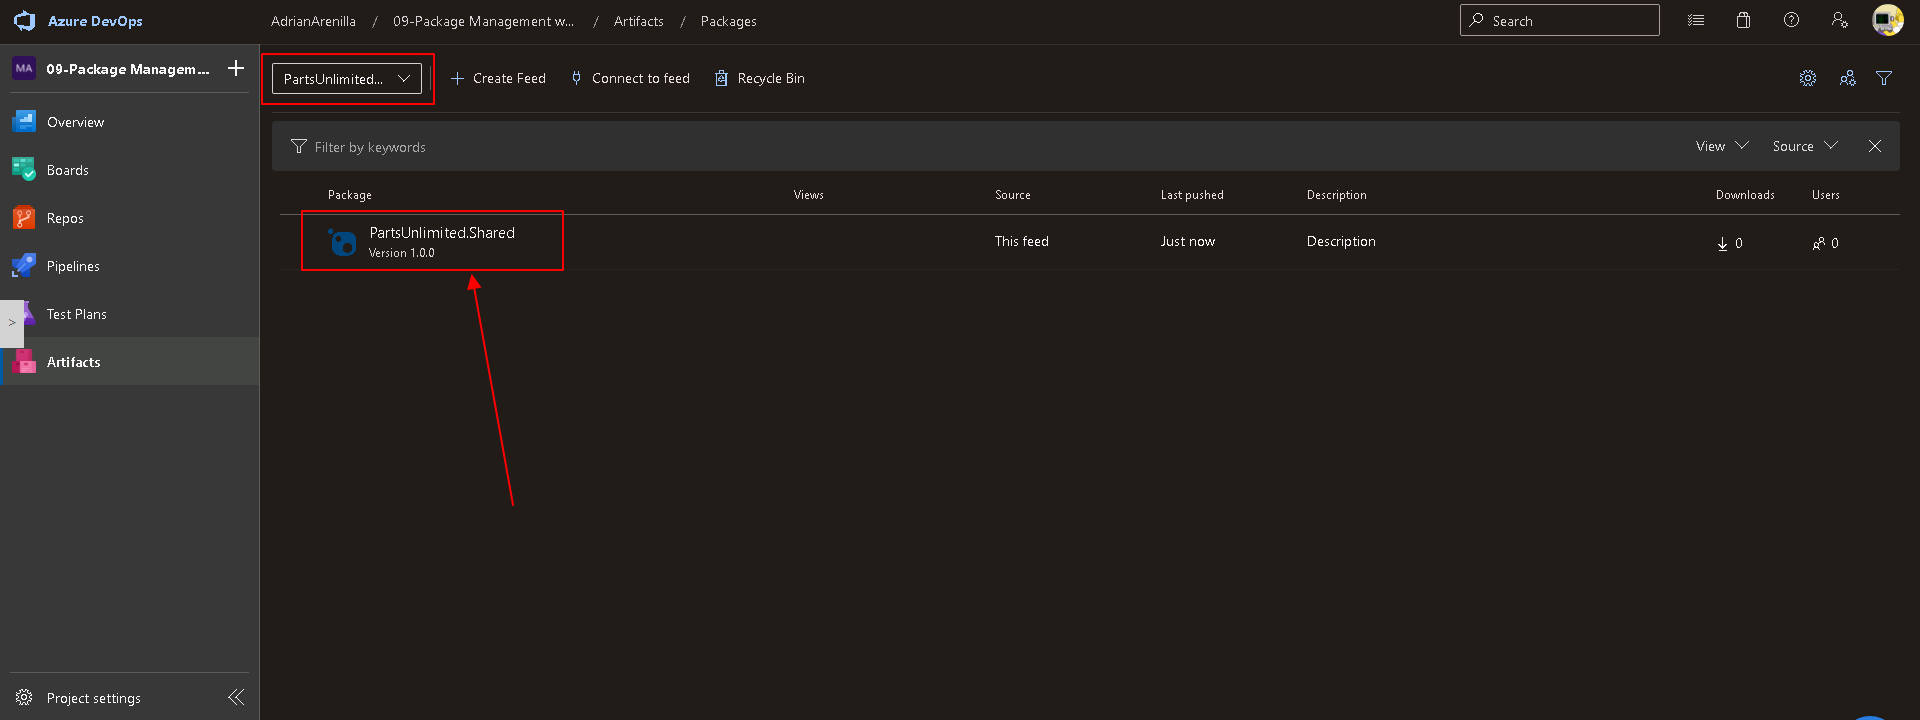 Azure DevOps
AdrianArenilla / 09-Package Management w... / Artifacts / Packages
Search
MA
09-Package Managem...
PartsUnlimited...
Create Feed
Connect to feed
Recycle Bin
Overview
Boards
Repos
Pipelines
Test Plans
Artifacts
Filter by keywords
View
Source
Package Views Source Last pushed Description Downloads Users
PartsUnlimited.Shared
Version 1.0.0
This feed
Just now
Description
0
0
>
Project settings